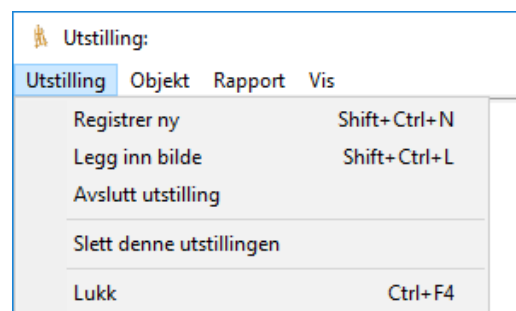 Utstilling:
Utstilling Objekt Rapport Vis
Registrer ny Shift+Ctrl+N
Legg inn bilde Shift+Ctrl+L
Avslutt utstilling
Slett denne utstillingen
Lukk Ctrl+F4